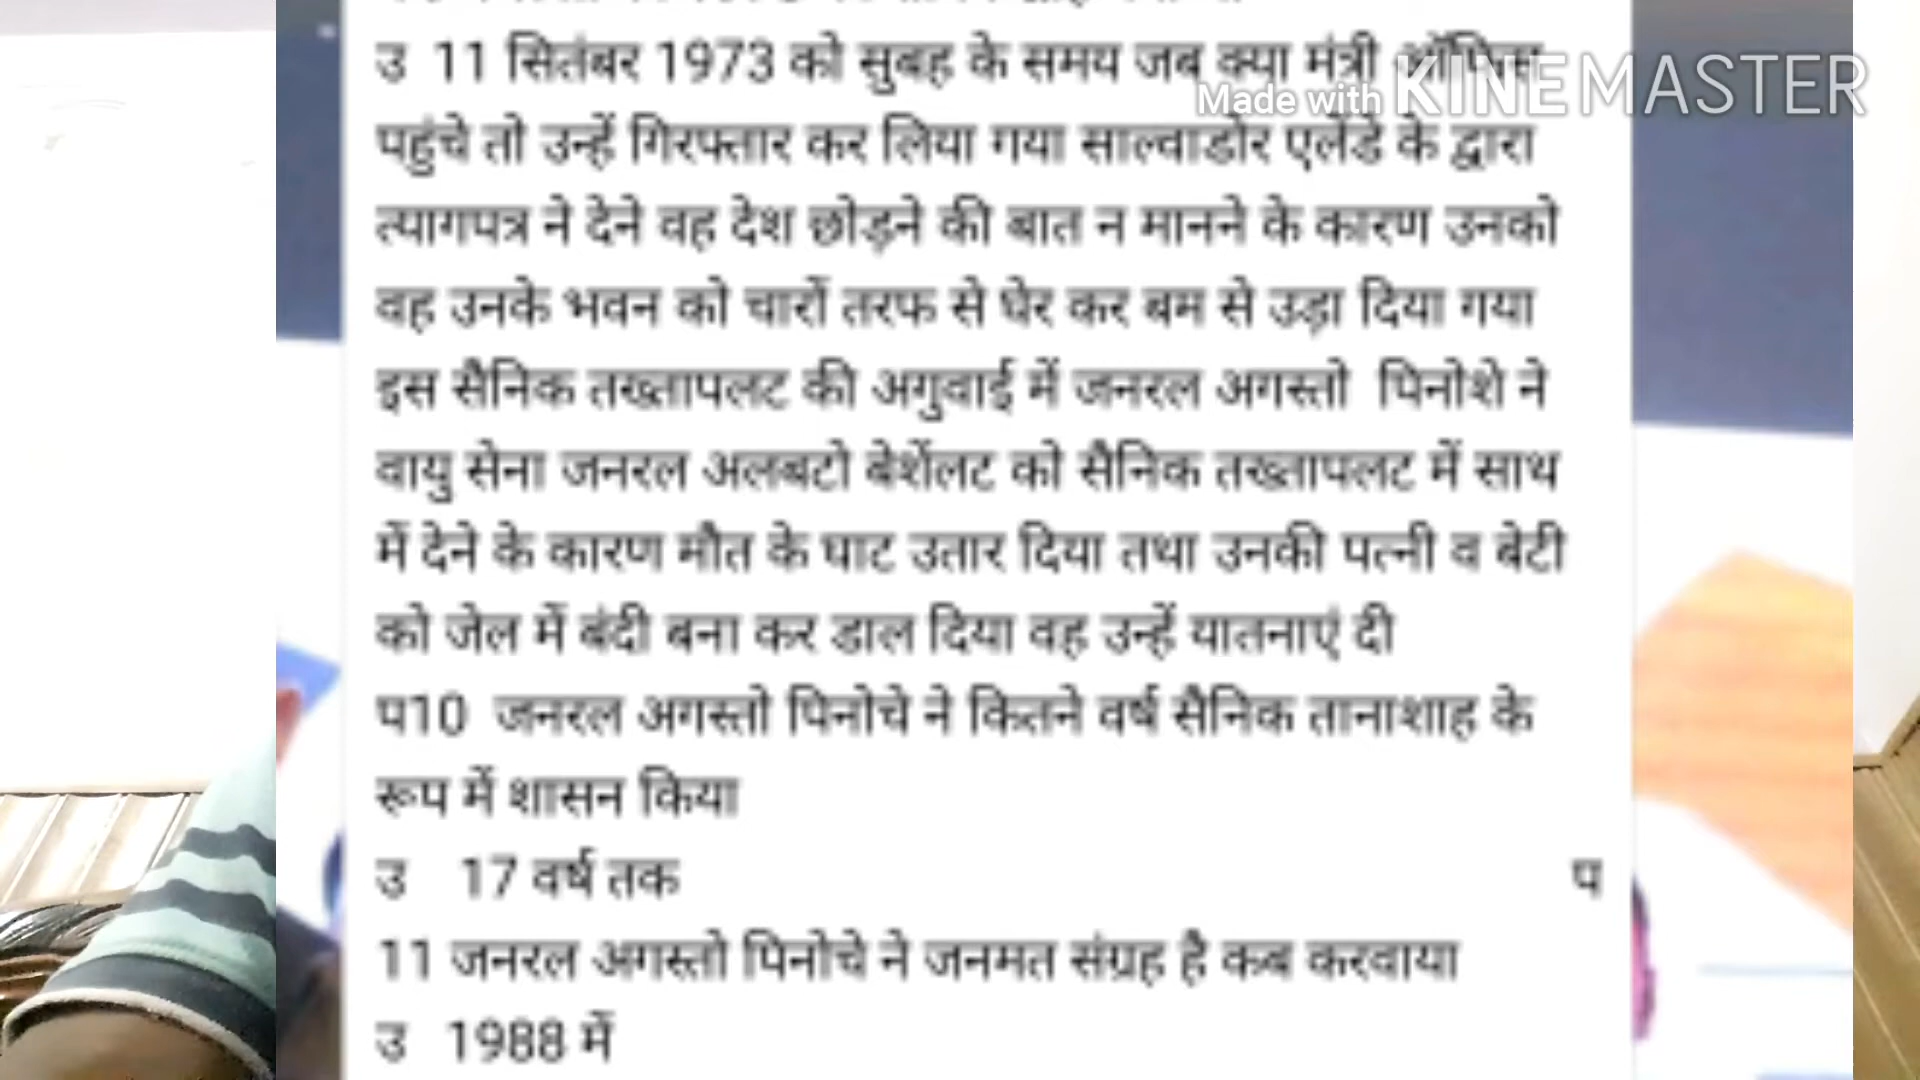 उ 11 सितंबर 1973 को सुबह के समय जब क्या मंत्री ऑफिस
Made with KINEMASTER
पहुंचे तो उन्हें गिरफ्तार कर लिया गया साल्वाडोर एलेंडे के द्वारा
त्यागपत्र ने देने वह देश छोड़ने की बात न मानने के कारण उनको
वह उनके भवन को चारों तरफ से घेर कर बम से उड़ा दिया गया
इस सैनिक तख्तापलट की अगुवाई में जनरल अगस्तो पिनोशे ने
वायु सेना जनरल अलबटो बेर्शेलट को सैनिक तख्तापलट में साथ
में देने के कारण मौत के घाट उतार दिया तथा उनकी पत्नी व बेटी
को जेल में बंदी बना कर डाल दिया वह उन्हें यातनाएं दी
प10 जनरल अगस्तो पिनोचे ने कितने वर्ष सैनिक तानाशाह के
रूप में शासन किया
उ 17 वर्ष तक प
11 जनरल अगस्तो पिनोचे ने जनमत संग्रह है कब करवाया
उ 1988 में